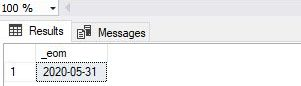 100 %
Results Messages
_eom
1 2020-05-31